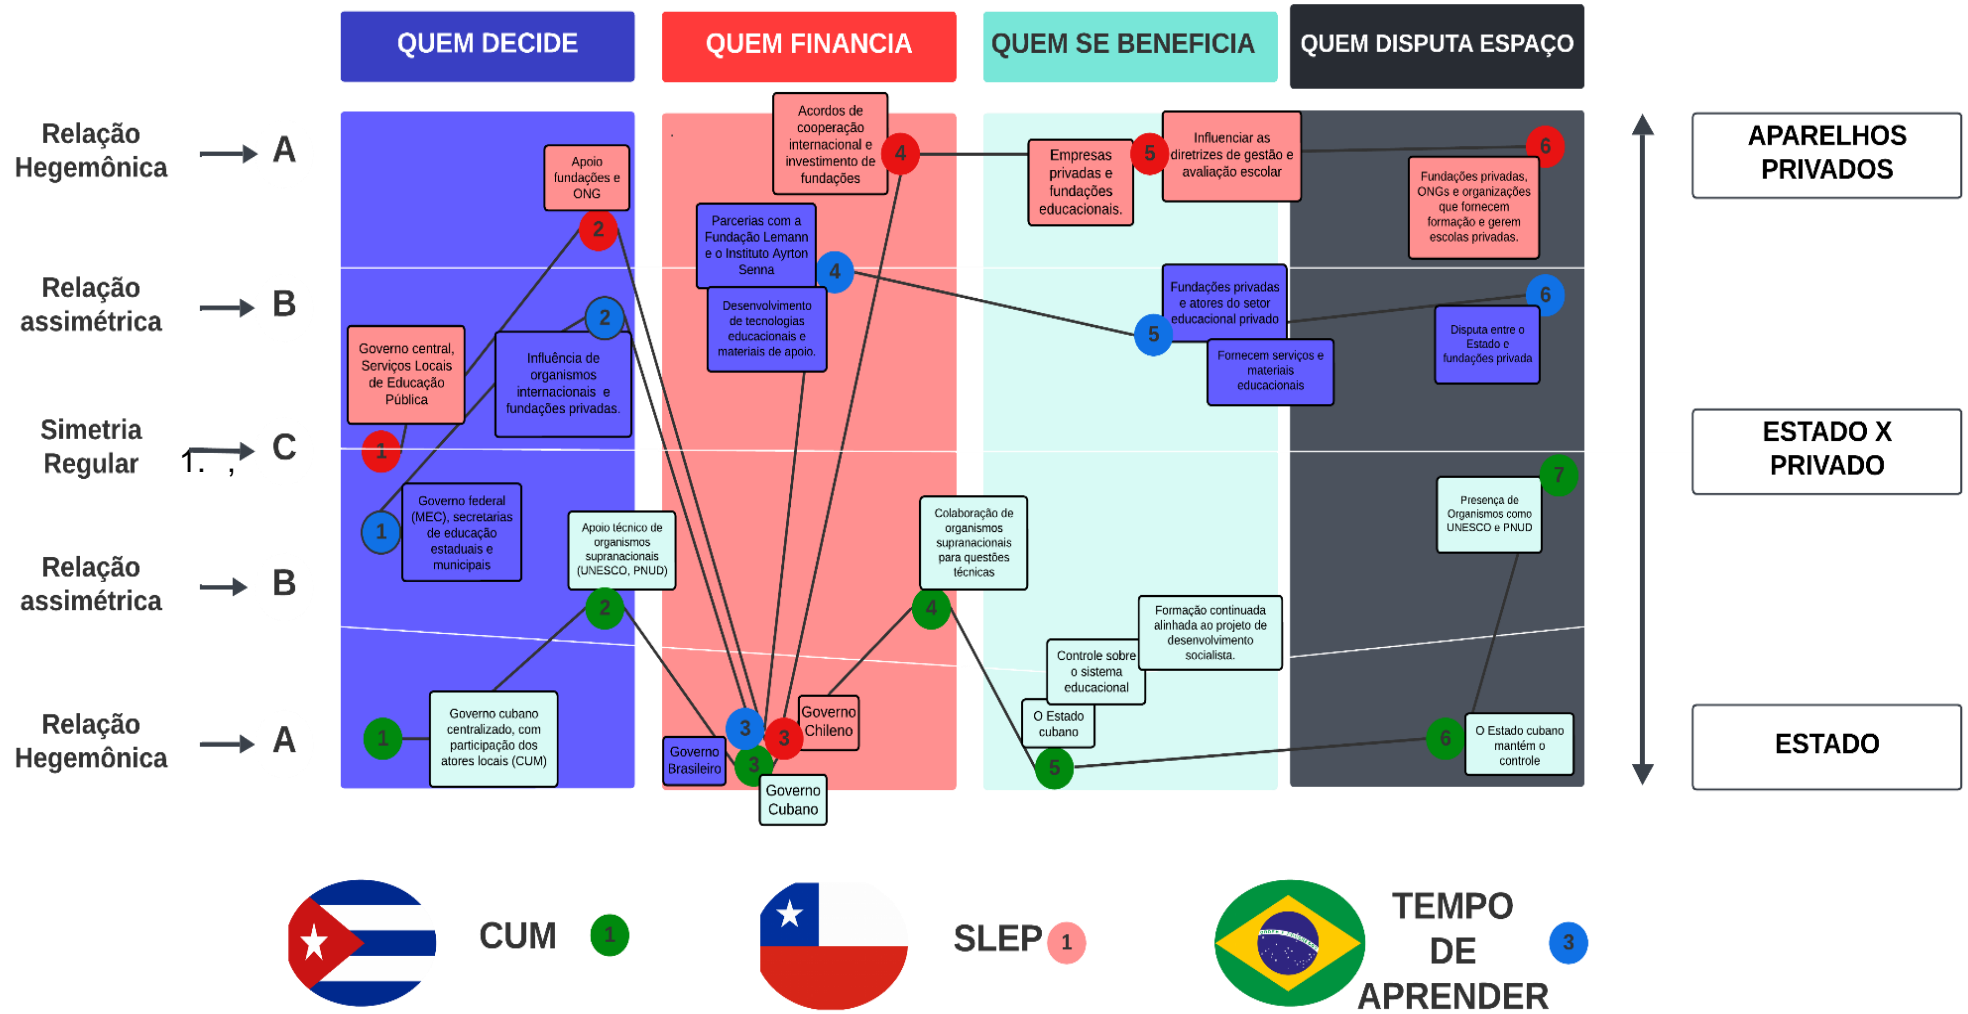 QUEM DECIDE
QUEM FINANCIA
QUEM SE BENEFICIA
QUEM DISPUTA ESPAÇO
Relação
Hegemônica
A
Relação
assimétrica
B
Simetria
Regular
1. ,
C
Relação
assimétrica
B
Relação
Hegemônica
A
Apoio
fundações e
ONG
2
2
Governo central,
Serviços Locais
de Educação
Pública
1
Influência de
organismos
internacionais e
fundações privadas.
1
Governo federal
(MEC), secretarias
de educação
estaduais e
municipais
Apoio técnico de
organismos
supranacionais
(UNESCO, PNUD)
2
1
Governo cubano
centralizado, com
participação dos
atores locais (CUM)
.
Acordos de
cooperação
internacional e
investimento de
fundações
4
Parcerias com a
Fundação Lemann
e o Instituto Ayrton
Senna
4
Desenvolvimento
de tecnologias
educacionais e
materiais de apoio.
Colaboração de
organismos
supranacionais
para questões
técnicas
4
Governo
Chileno
3
3
3
Governo
Brasileiro
Governo
Cubano
Empresas
privadas e
fundações
educacionais.
5
Influenciar as
diretrizes de gestão e
avaliação escolar
Fundações privadas
e atores do setor
educacional privado
5
Fornecem serviços e
materiais
educacionais
Formação continuada
alinhada ao projeto de
desenvolvimento
socialista.
Controle sobre
o sistema
educacional
O Estado
cubano
5
6
Fundações privadas,
ONGs e organizações
que fornecem
formação e gerem
escolas privadas.
6
Disputa entre o
Estado e
fundações privada
7
Presença de
Organismos como
UNESCO e PNUD
6
O Estado cubano
mantém o
controle
APARELHOS
PRIVADOS
ESTADO X
PRIVADO
ESTADO
CUM
1
SLEP
1
TEMPO
DE
APRENDER
3